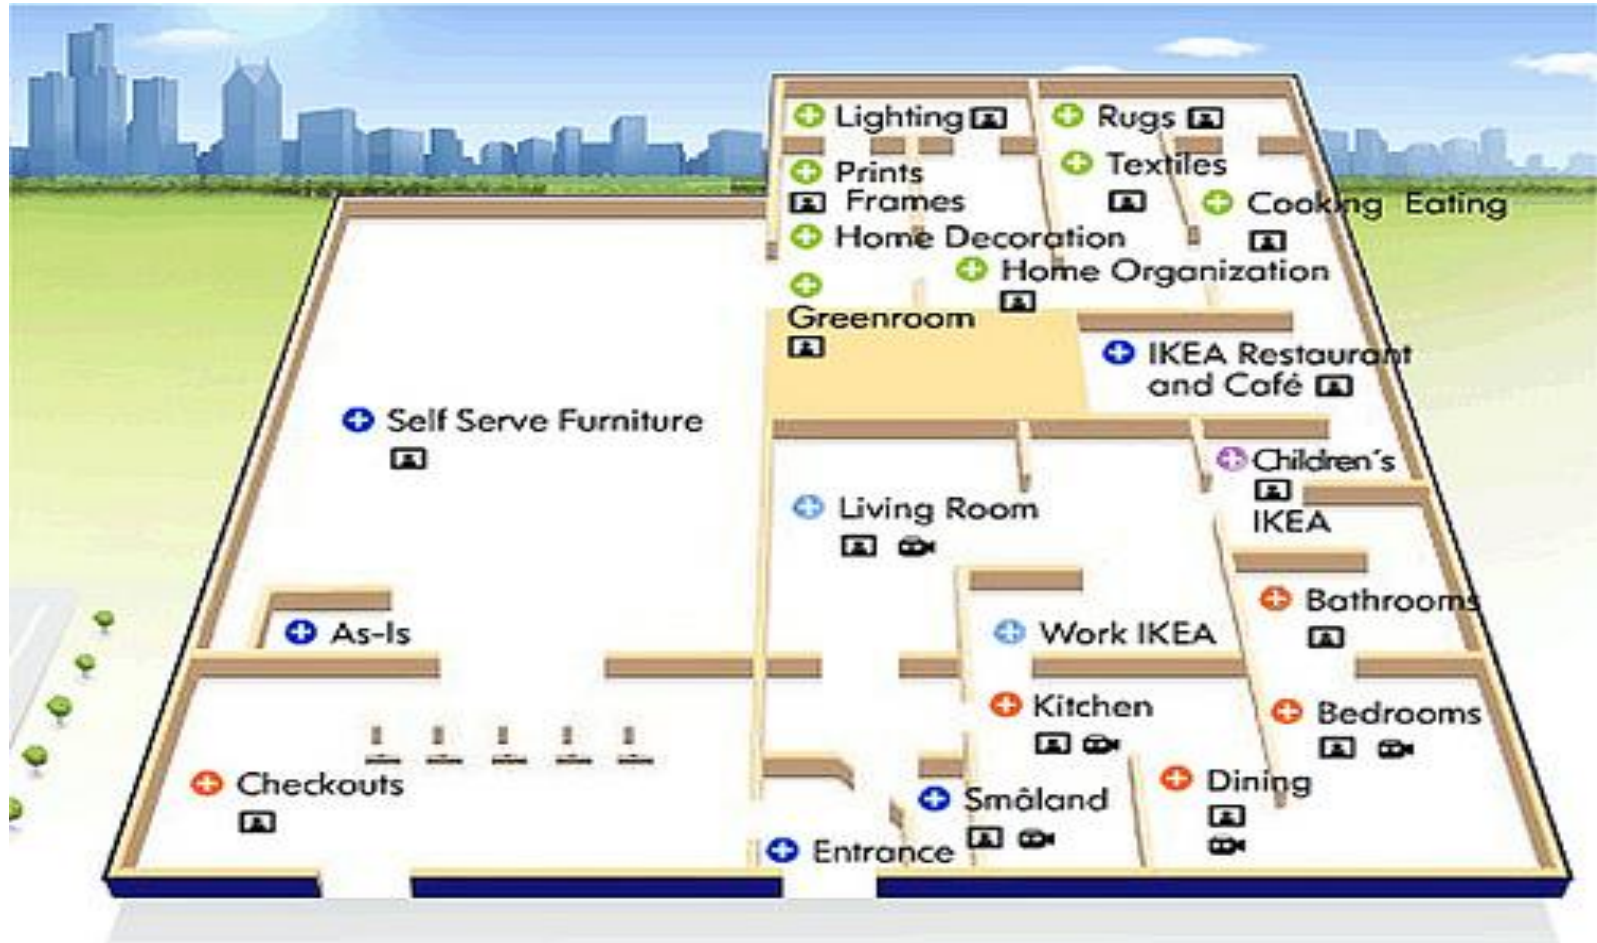 Lighting
Rugs
Prints
Frames
Textiles
Cooking Eating
Home Decoration
Home Organization
Greenroom
IKEA Restaurant
and Café
Self Serve Furniture
Children´s
IKEA
Living Room
Bathrooms
As-Is
Work IKEA
Kitchen
Bedrooms
Checkouts
Dining
Småland
Entrance